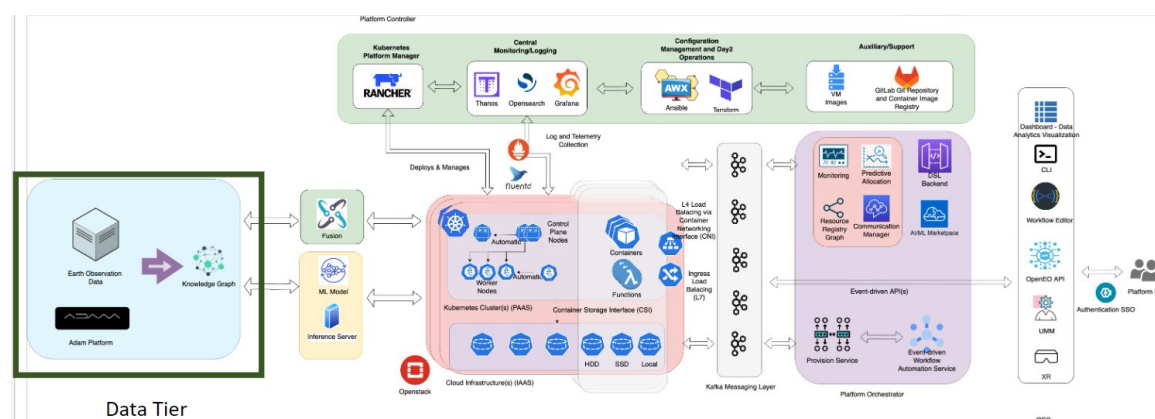 Platform Controller
Kubernetes
Platform Manager
RANCHER
Central
Monitoring/Logging
Thanos
Opensearch
Grafana
Configuration
Management and Day2
Operations
AWX
Ansible
Terraform
Auxiliary/Support
VM
Images
GitLab Git Repository
and Container Image
Registry
Log and Telemetry
Collection
fluentd
Deploys & Manages
Earth Observation
Data
Knowledge Graph
Adam Platform
Data Tier
Fusion
ML Model
Inference Server
Control
Plane
Nodes
Automatic
Worker
Nodes
Automatic
Containers
Functions
Kubernetes Cluster(s) (PAAS)
Container Storage Interface (CSI)
HDD
SSD
Local
Cloud Infrastructure(s) (IAAS)
Openstack
L4 Load
Balacing via
Container
Networking
Interface (CNI)
Ingress
Load
Balacing
(L7)
Kafka Messaging Layer
Monitoring
Predictive
Allocation
DSL
Backend
Resource
Registry
Graph
Communication
Manager
AI/ML Marketpace
Event-driven API(s)
Provision Service
Event-Driven
Workflow
Automation Service
Platform Orchestrator
Dashboard - Data
Analytics Visualization
CLI
Workflow Editor
OpenEO API
UMM
XR
Authentication SSO
Platform